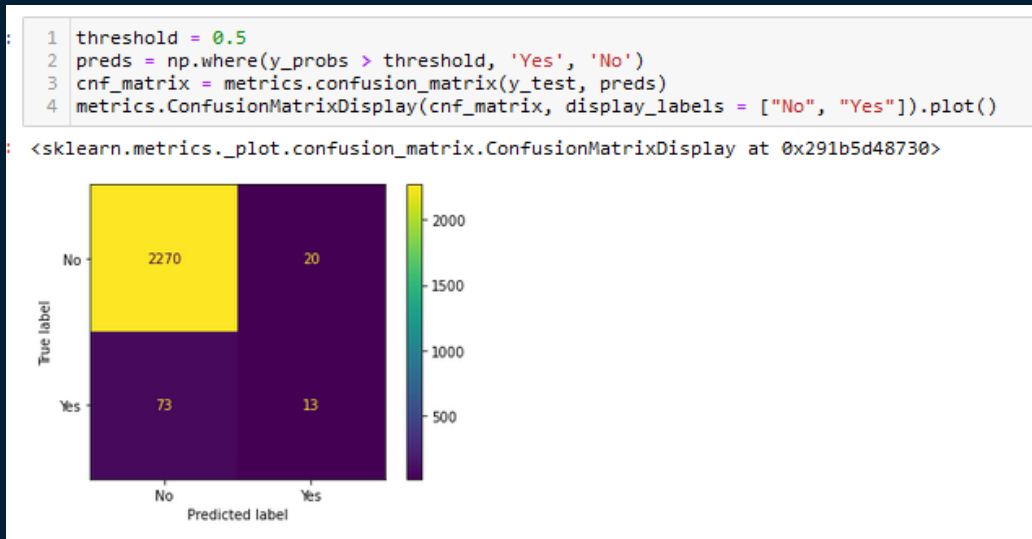 1 threshold = 0.5
2 preds = np.where(y_probs > threshold, 'Yes', 'No')
3 cnf_matrix = metrics.confusion_matrix(y_test, preds)
4 metrics.ConfusionMatrixDisplay(cnf_matrix, display_labels = ["No", "Yes"]).plot()
<sklearn.metrics._plot.confusion_matrix.ConfusionMatrixDisplay at 0x291b5d48730>
2000
No 2270 20
1500
True label
1000
Yes 73 13
500
No Yes
Predicted label